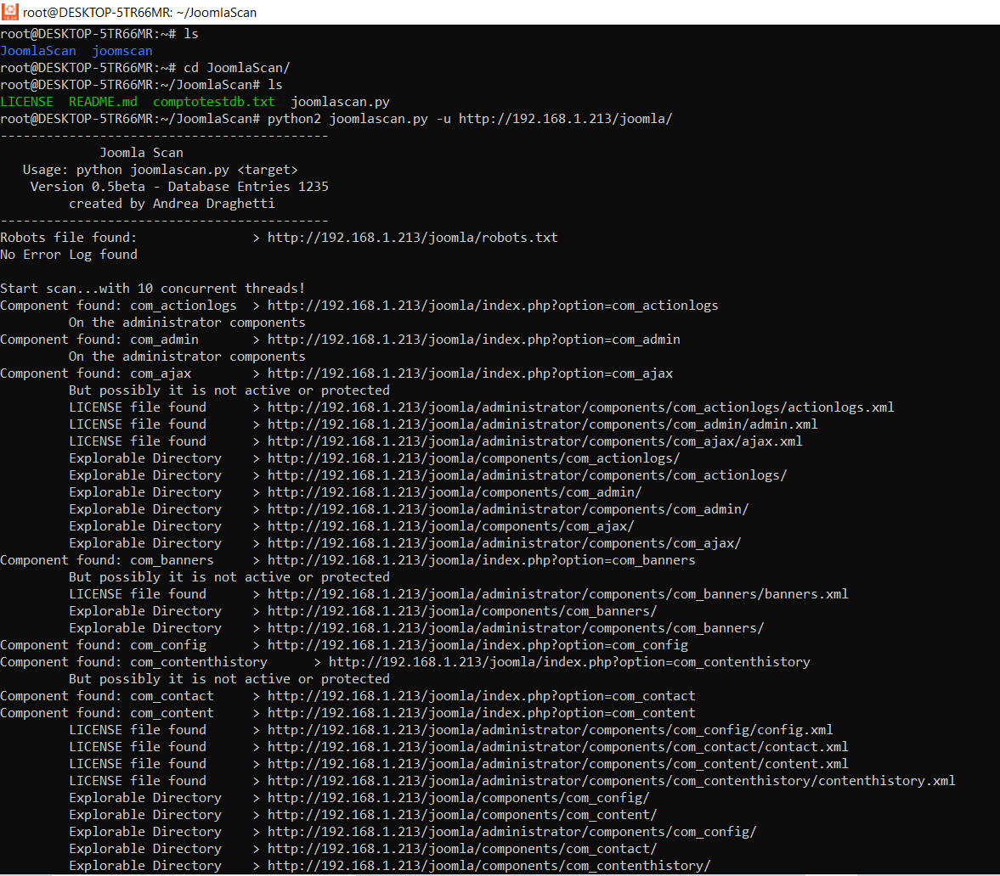 root@DESKTOP-5TR66MR: ~/JoomlaScan
root@DESKTOP-5TR66MR:~# ls
JoomlaScan  joomscan
root@DESKTOP-5TR66MR:~# cd JoomlaScan/
root@DESKTOP-5TR66MR:~/JoomlaScan# ls
LICENSE  README.md  comptotestdb.txt  joomlascan.py
root@DESKTOP-5TR66MR:~/JoomlaScan# python2 joomlascan.py -u http://192.168.1.213/joomla/
-------------------------------------------
             Joomla Scan
   Usage: python joomlascan.py <target>
    Version 0.5beta - Database Entries 1235
         created by Andrea Draghetti
-------------------------------------------
Robots file found:               > http://192.168.1.213/joomla/robots.txt
No Error Log found
Start scan...with 10 concurrent threads!
Component found: com_actionlogs  > http://192.168.1.213/joomla/index.php?option=com_actionlogs
         On the administrator components
Component found: com_admin       > http://192.168.1.213/joomla/index.php?option=com_admin
         On the administrator components
Component found: com_ajax        > http://192.168.1.213/joomla/index.php?option=com_ajax
         But possibly it is not active or protected
         LICENSE file found      > http://192.168.1.213/joomla/administrator/components/com_actionlogs/actionlogs.xml
         LICENSE file found      > http://192.168.1.213/joomla/administrator/components/com_admin/admin.xml
         LICENSE file found      > http://192.168.1.213/joomla/administrator/components/com_ajax/ajax.xml
         Explorable Directory    > http://192.168.1.213/joomla/components/com_actionlogs/
         Explorable Directory    > http://192.168.1.213/joomla/administrator/components/com_actionlogs/
         Explorable Directory    > http://192.168.1.213/joomla/components/com_admin/
         Explorable Directory    > http://192.168.1.213/joomla/administrator/components/com_admin/
         Explorable Directory    > http://192.168.1.213/joomla/components/com_ajax/
         Explorable Directory    > http://192.168.1.213/joomla/administrator/components/com_ajax/
Component found: com_banners     > http://192.168.1.213/joomla/index.php?option=com_banners
         But possibly it is not active or protected
         LICENSE file found      > http://192.168.1.213/joomla/administrator/components/com_banners/banners.xml
         Explorable Directory    > http://192.168.1.213/joomla/components/com_banners/
         Explorable Directory    > http://192.168.1.213/joomla/administrator/components/com_banners/
Component found: com_config      > http://192.168.1.213/joomla/index.php?option=com_config
Component found: com_contenthistory      > http://192.168.1.213/joomla/index.php?option=com_contenthistory
         But possibly it is not active or protected
Component found: com_contact     > http://192.168.1.213/joomla/index.php?option=com_contact
Component found: com_content     > http://192.168.1.213/joomla/index.php?option=com_content
         LICENSE file found      > http://192.168.1.213/joomla/administrator/components/com_config/config.xml
         LICENSE file found      > http://192.168.1.213/joomla/administrator/components/com_contact/contact.xml
         LICENSE file found      > http://192.168.1.213/joomla/administrator/components/com_content/content.xml
         LICENSE file found      > http://192.168.1.213/joomla/administrator/components/com_contenthistory/contenthistory.xml
         Explorable Directory    > http://192.168.1.213/joomla/components/com_config/
         Explorable Directory    > http://192.168.1.213/joomla/components/com_content/
         Explorable Directory    > http://192.168.1.213/joomla/administrator/components/com_config/
         Explorable Directory    > http://192.168.1.213/joomla/components/com_contact/
         Explorable Directory    > http://192.168.1.213/joomla/components/com_contenthistory/